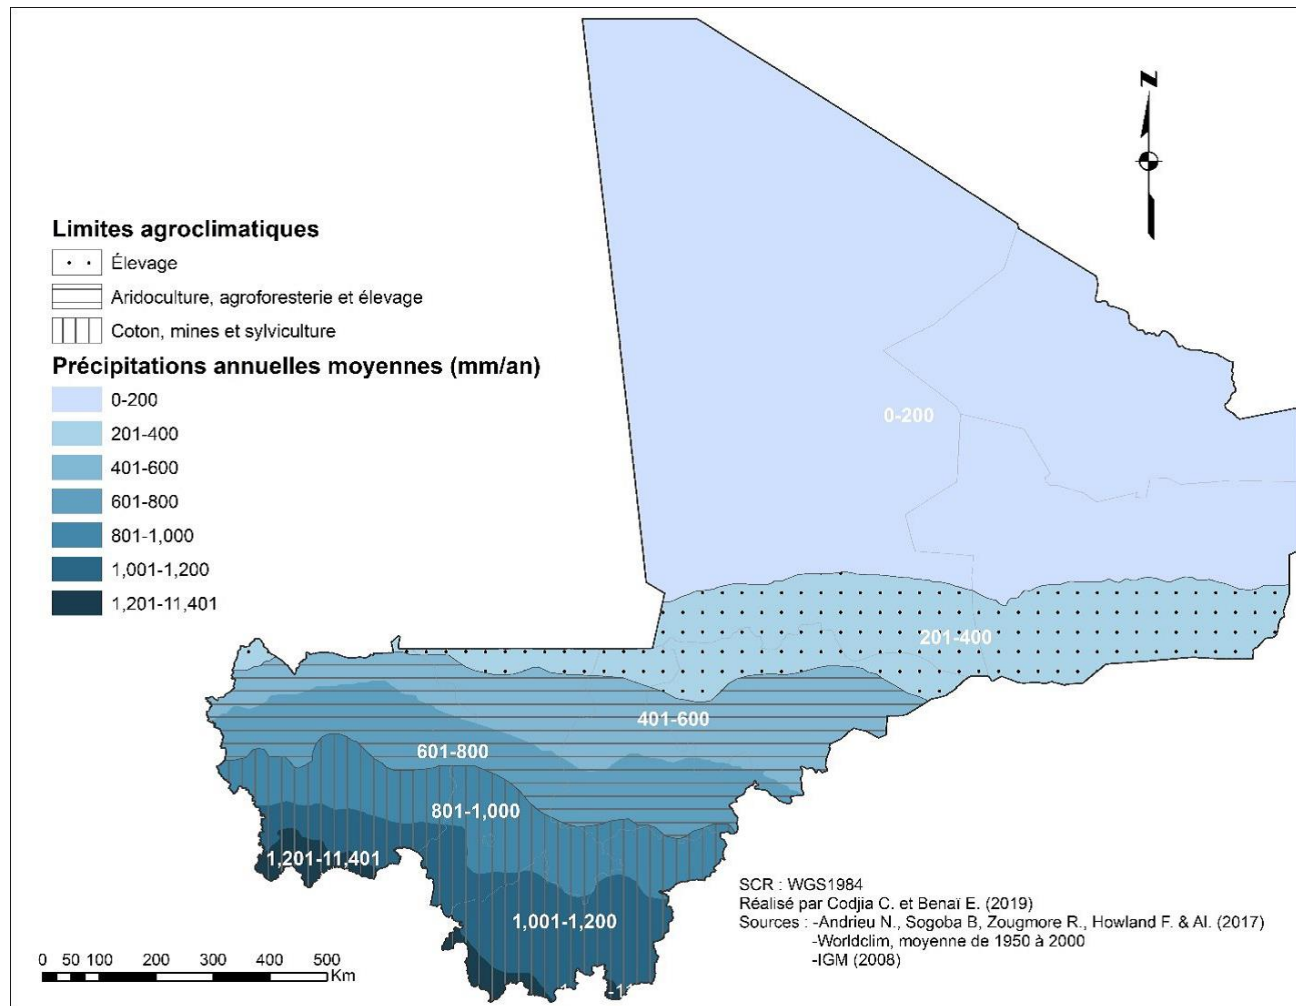 N
Limites agroclimatiques
Élevage
Aridoculture, agroforesterie et élevage
Coton, mines et sylviculture
Précipitations annuelles moyennes (mm/an)
0-200
201-400
401-600
601-800
801-1,000
1,001-1,200
1,201-11,401
0-200
201-400
401-600
601-800
801-1,000
1,201-11,401
1,001-1,200
SCR : WGS1984
Réalisé par Codjia C. et Benaï E. (2019)
Sources : -Andrieu N., Sogoba B, Zougmore R., Howland F. & Al. (2017)
-Worldclim, moyenne de 1950 à 2000
-IGM (2008)
0 50 100 200 300 400 500
Km